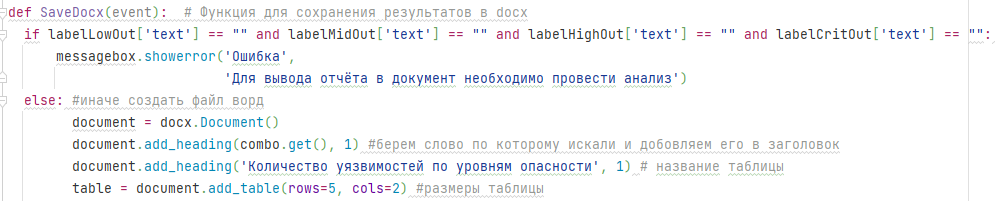 def SaveDocx(event):  # Функция для сохранения результатов в docx
    if labelLowOut['text'] == "" and labelMidOut['text'] == "" and labelHighOut['text'] == "" and labelCritOut['text'] == "":
        messagebox.showerror('Ошибка',
                             'Для вывода отчёта в документ необходимо провести анализ')
    else: #иначе создать файл ворд
          document = docx.Document()
          document.add_heading(combo.get(), 1) #берем слово по которому искали и добовляем его в заголовок
          document.add_heading('Количество уязвимостей по уровням опасности', 1) # название таблицы
          table = document.add_table(rows=5, cols=2) #размеры таблицы